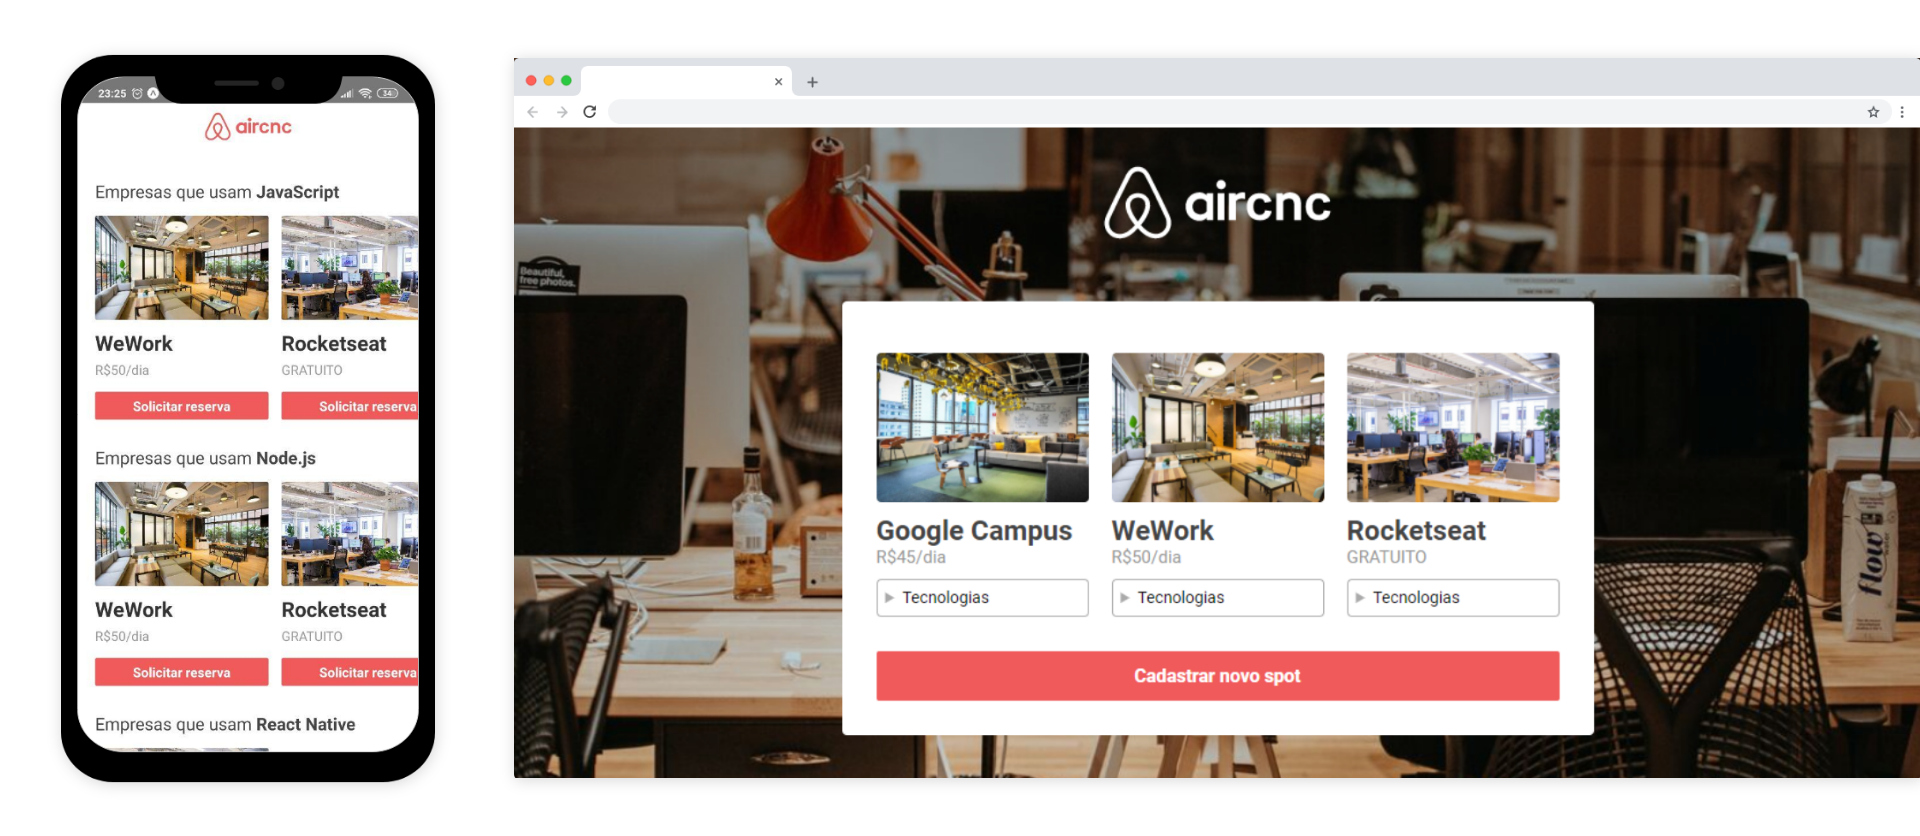 23:25
34
aircnc
Empresas que usam JavaScript
WeWork
Rocketseat
R$50/dia
GRATUITO
Solicitar reserva
Solicitar reserva
Empresas que usam Node.js
WeWork
Rocketseat
R$50/dia
GRATUITO
Solicitar reserva
Solicitar reserva
Empresas que usam React Native
aircnc
Beautiful,
free photos.
Google Campus
WeWork
Rocketseat
R$45/dia
R$50/dia
GRATUITO
Tecnologias
Tecnologias
Tecnologias
Cadastrar novo spot
flow